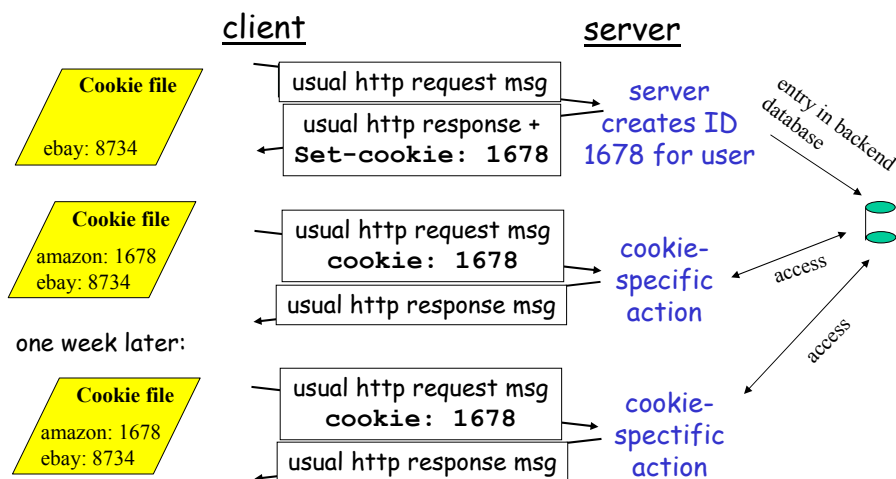 client
server
Cookie file
ebay: 8734
usual http request msg
usual http response +
Set-cookie: 1678
server
creates ID
1678 for user
entry in backend
database
Cookie file
amazon: 1678
ebay: 8734
usual http request msg
cookie: 1678
usual http response msg
cookie-
specific
action
access
access
one week later:
Cookie file
amazon: 1678
ebay: 8734
usual http request msg
cookie: 1678
usual http response msg
cookie-
spectific
action